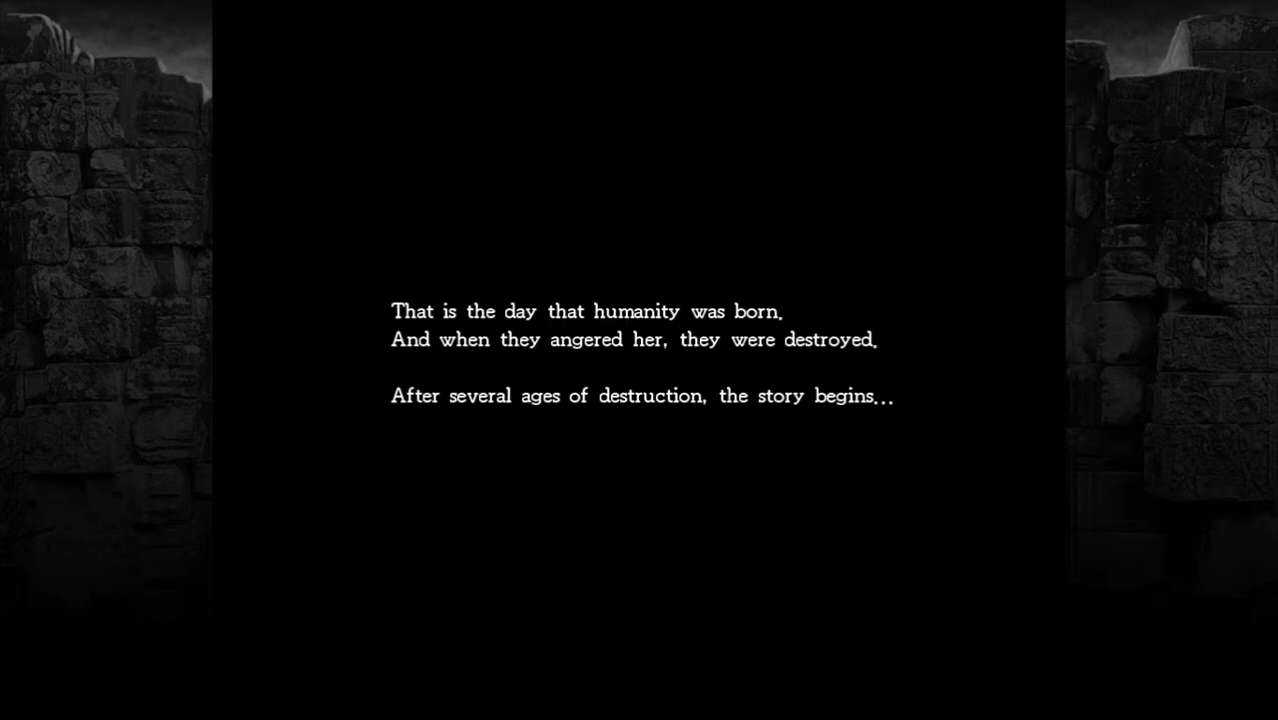 That is the day that humanity was born.
And when they angered her, they were destroyed.
After several ages of destruction, the story begins...